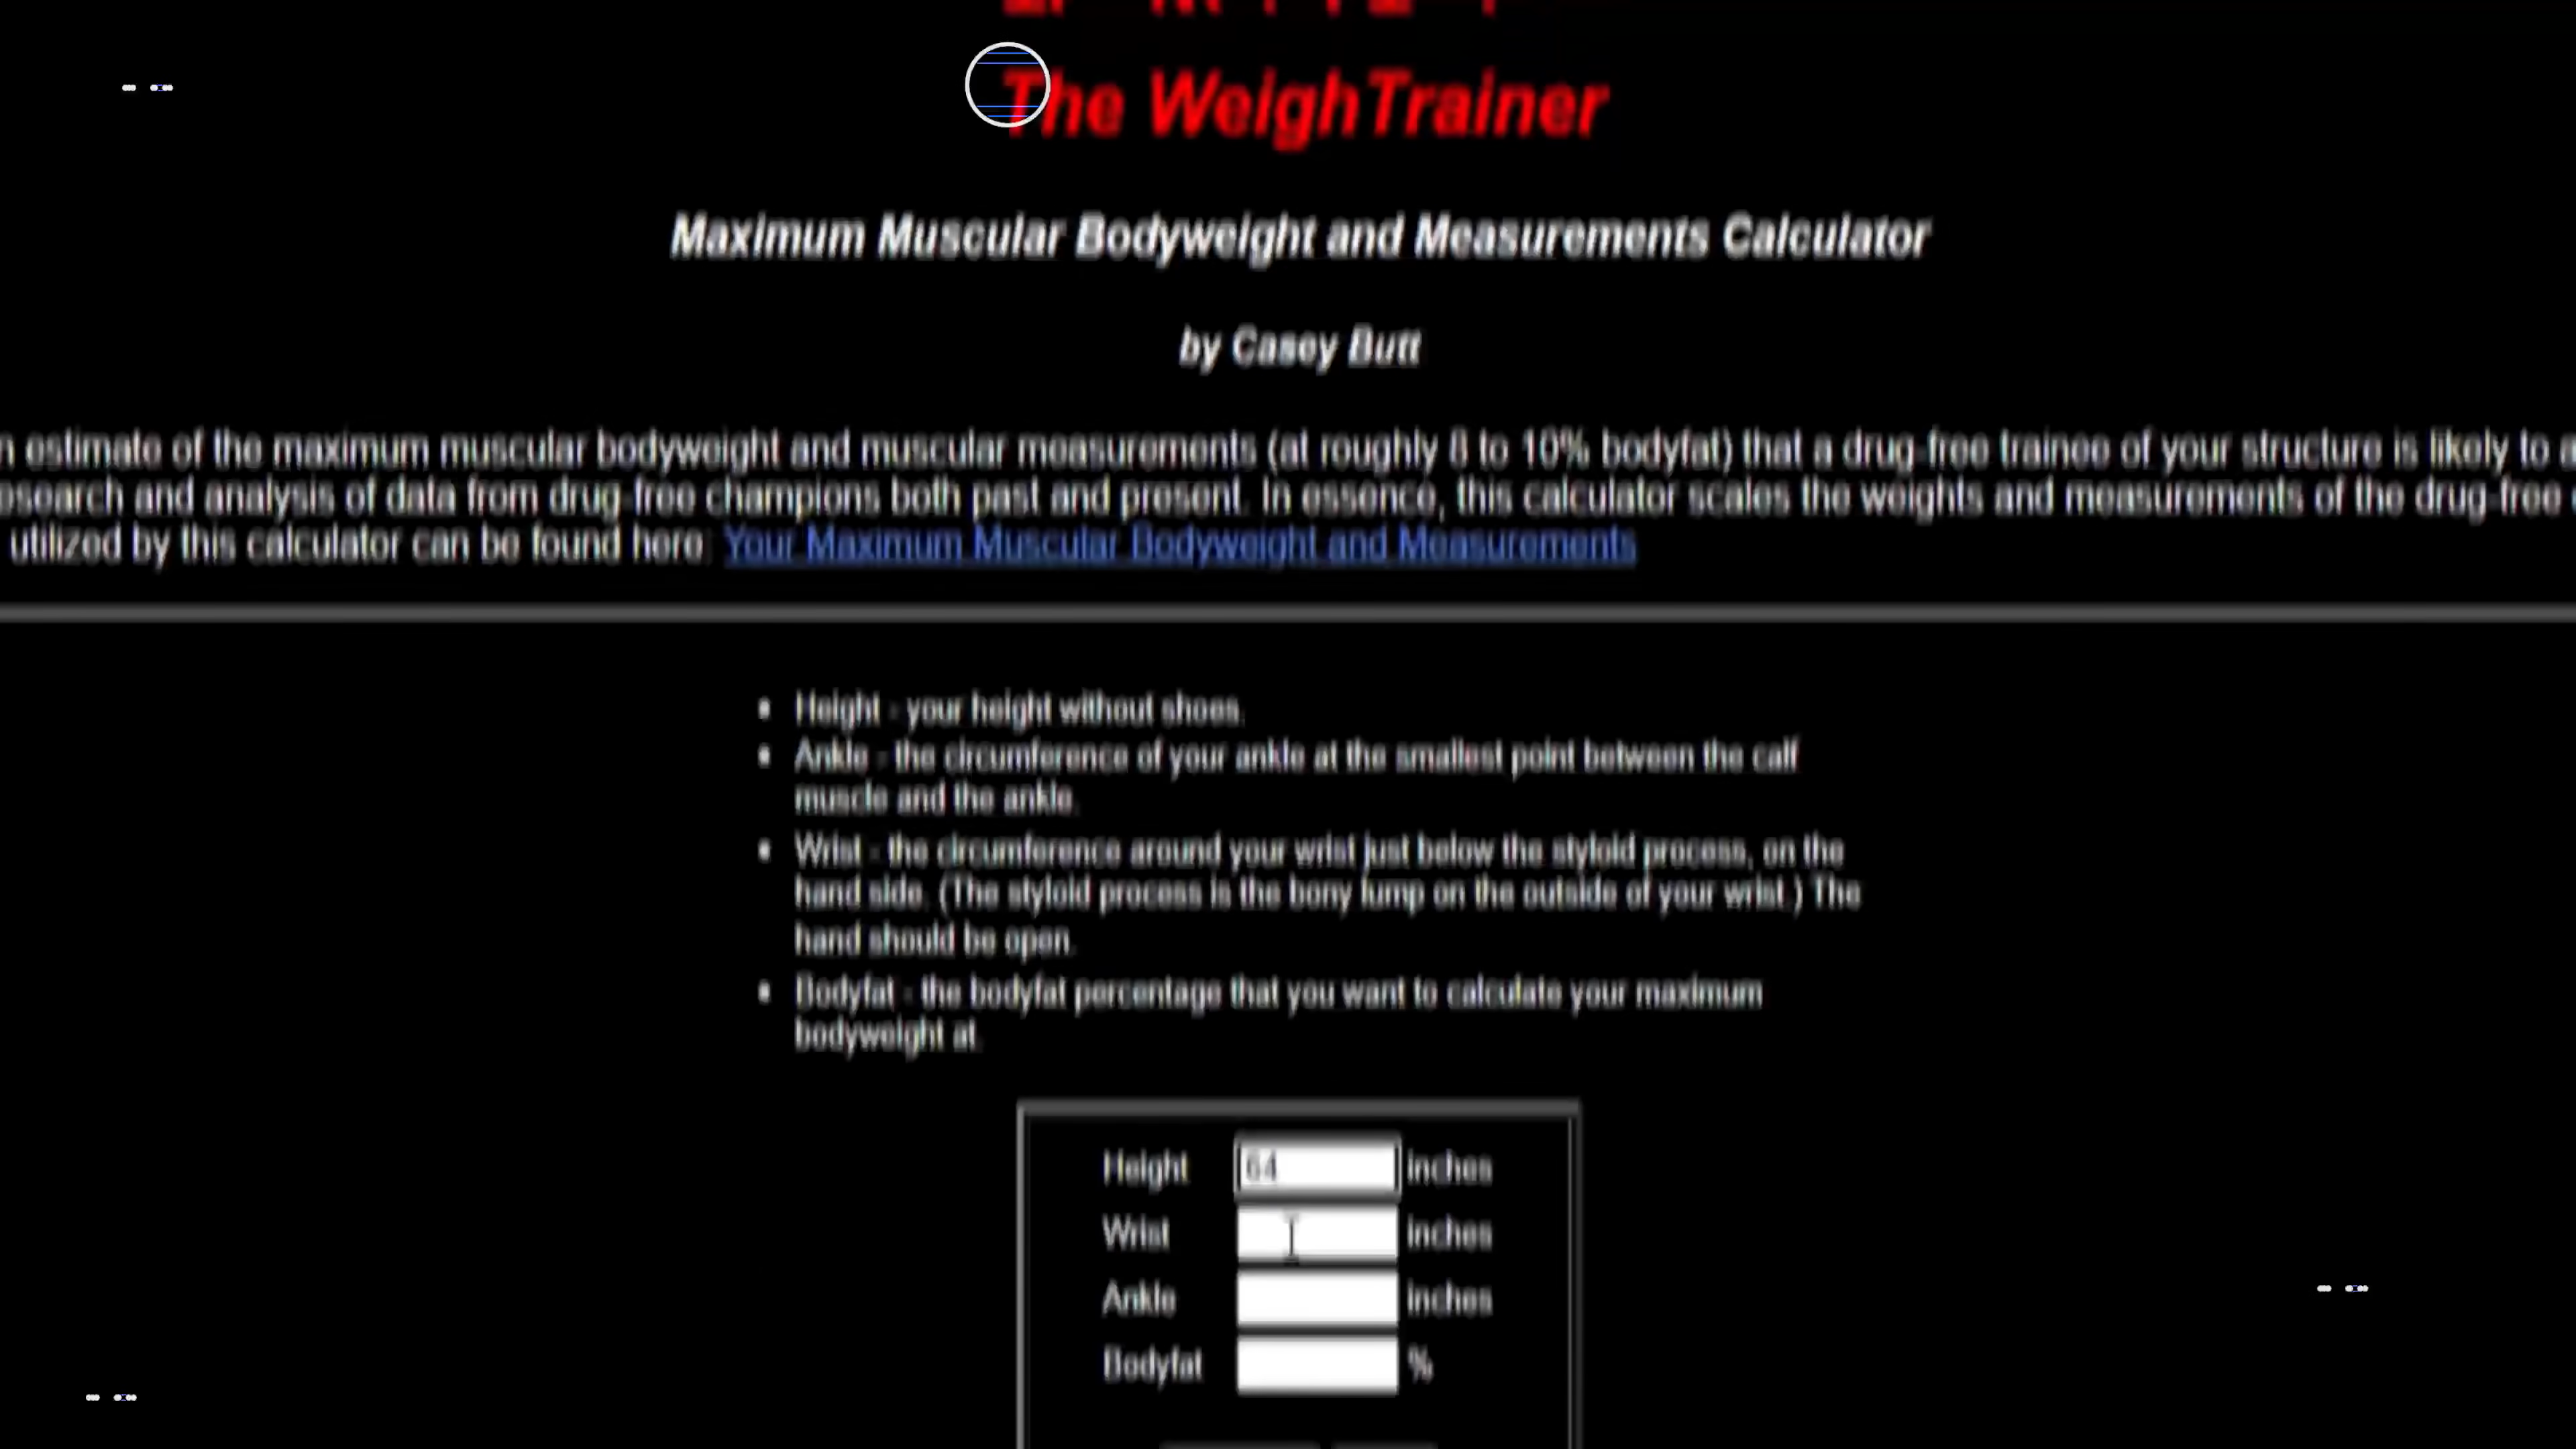 The WeighTrainer
Maximum Muscular Bodyweight and Measurements Calculator
by Casey Butt
estimate of the maximum muscular bodyweight and muscular measurements (at roughly 8 to 10% bodyfat) that a drug-free trainee of your structure is likely to
and analysis of data from drug-free champions both past and present. In essence, this calculator scales the weights and measurements of the drug-free
utilized by this calculator can be found here: Your Maximum Muscular Bodyweight and Measurements
• Height - your height without shoes.
• Ankle - the circumference of your ankle at the smallest point between the calf
muscle and the ankle.
• Wrist - the circumference around your wrist just below the styloid process, on the
hand side. (The styloid process is the bony lump on the outside of your wrist.) The
hand should be open.
• Bodyfat - the bodyfat percentage that you want to calculate your maximum
bodyweight at.
Height 64 inches
Wrist inches
Ankle inches
Bodyfat %